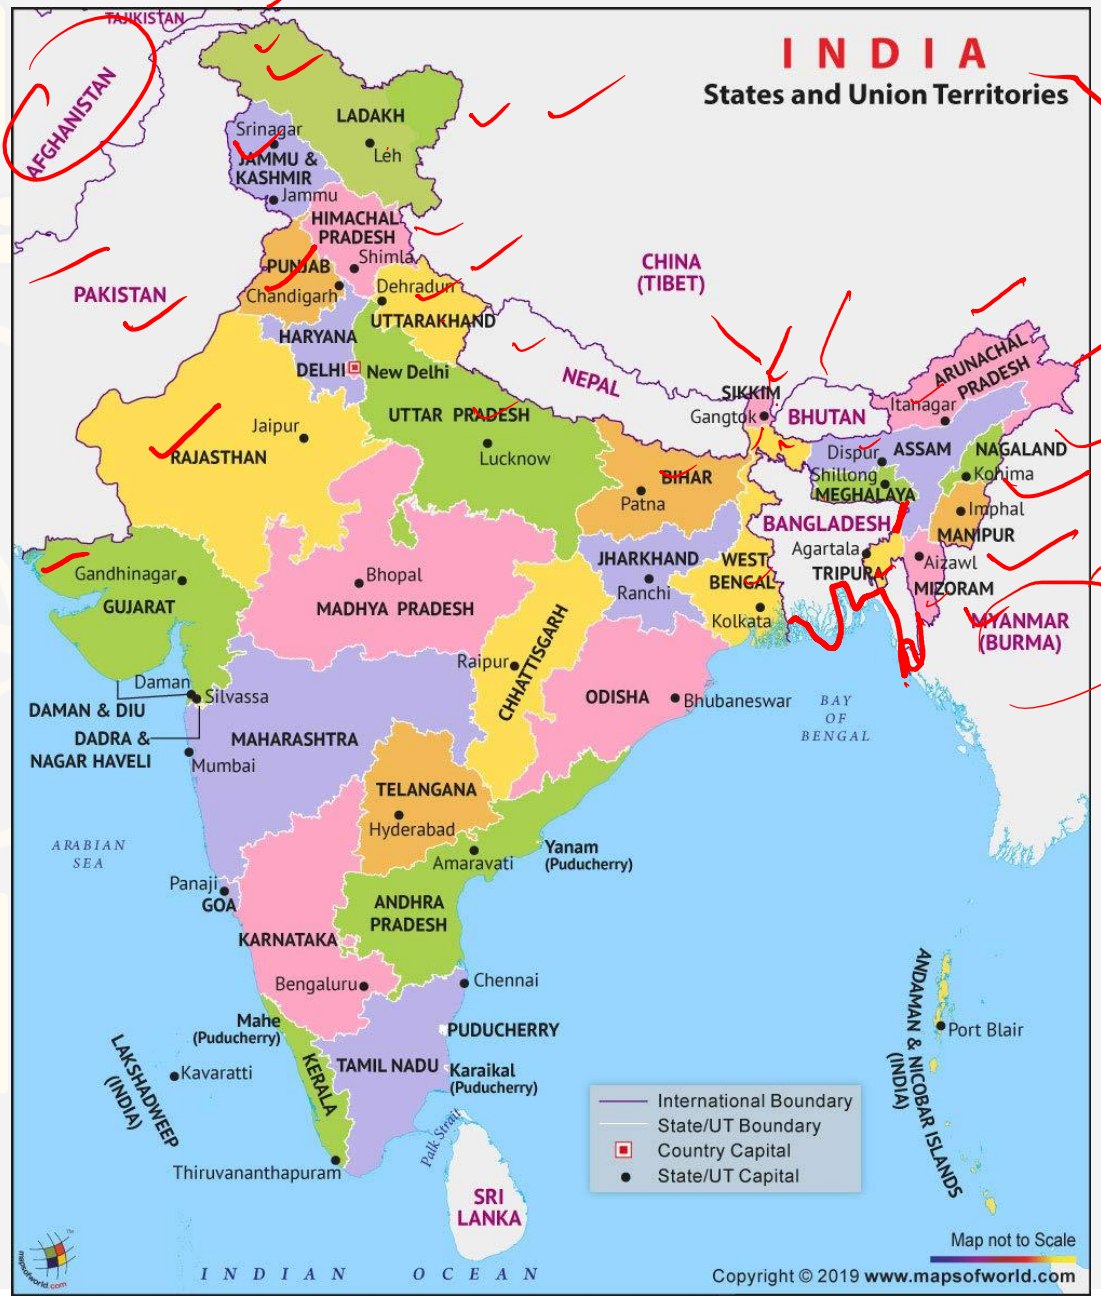 TAJIKISTAN
INDIA
States and Union Territories
AFGHANISTAN
LADAKH
Srinagar
Leh
JAMMU &
KASHMIR
Jammu
HIMACHAL
PRADESH
Shimla
PUNJAB
Chandigarh
Dehradun
UTTARAKHAND
CHINA
(TIBET)
PAKISTAN
HARYANA
DELHI
New Delhi
NEPAL
SIKKIM
Gangtok
BHUTAN
ARUNACHAL
PRADESH
Itanagar
UTTAR PRADESH
Lucknow
Jaipur
RAJASTHAN
BIHAR
Patna
Dispur
ASSAM
NAGALAND
Shillong
Kohima
MEGHALAYA
Imphal
BANGLADESH
MANIPUR
Agartala
Aizawl
TRIPURA
MIZORAM
MYANMAR
(BURMA)
JHARKHAND
Ranchi
WEST
BENGAL
Kolkata
Gandhinagar
GUJARAT
Bhopal
MADHYA PRADESH
Raipur
CHHATTISGARH
ODISHA
Bhubaneswar
BAY
OF
BENGAL
Daman
Silvassa
DAMAN & DIU
DADRA &
NAGAR HAVELI
MAHARASHTRA
Mumbai
TELANGANA
Hyderabad
Amaravati
Yanam
(Puducherry)
ARABIAN
SEA
Panaji
GOA
ANDHRA
PRADESH
KARNATAKA
Bengaluru
Chennai
Mahe
(Puducherry)
PUDUCHERRY
KERALA
TAMIL NADU
Karaikal
(Puducherry)
LAKSHADWEEP
(INDIA)
Kavaratti
Thiruvananthapuram
Palk Strait
SRI
LANKA
ANDAMAN & NICOBAR ISLANDS
(INDIA)
Port Blair
International Boundary
State/UT Boundary
Country Capital
State/UT Capital
INDIAN OCEAN
Map not to Scale
Copyright © 2019 www.mapsofworld.com
mapsofworld.com